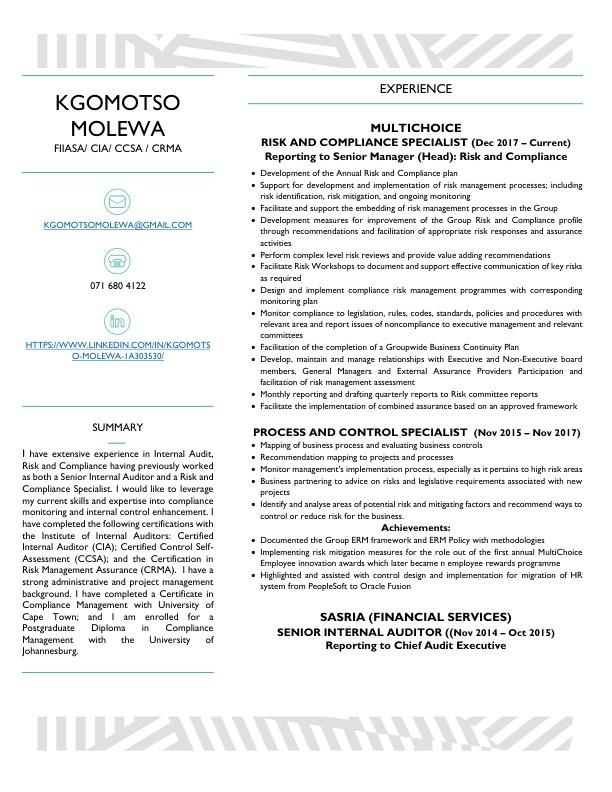 KGOMOTSO
MOLEWA
FIIASA/ CIA/ CCSA / CRMA
KGOMOTSOMOLEWA@GMAIL.COM
071 680 4122
HTTPS://WWW.LINKEDIN.COM/IN/KGOMOTS
O-MOLEWA-1A303530/
SUMMARY
I have extensive experience in Internal Audit,
Risk and Compliance having previously worked
as both a Senior Internal Auditor and a Risk and
Compliance Specialist. I would like to leverage
my current skills and expertise into compliance
monitoring and internal control enhancement. I
have completed the following certifications with
the Institute of Internal Auditors: Certified
Internal Auditor (CIA); Certified Control Self-
Assessment (CCSA); and the Certification in
Risk Management Assurance (CRMA). I have a
strong administrative and project management
background. I have completed a Certificate in
Compliance Management with University of
Cape Town; and I am enrolled for a
Postgraduate Diploma in Compliance
Management with the University of
Johannesburg.
EXPERIENCE
MULTICHOICE
RISK AND COMPLIANCE SPECIALIST (Dec 2017 – Current)
Reporting to Senior Manager (Head): Risk and Compliance
• Development of the Annual Risk and Compliance plan
• Support for development and implementation of risk management processes; including
risk identification, risk mitigation, and ongoing monitoring
• Facilitate and support the embedding of risk management processes in the Group
• Development measures for improvement of the Group Risk and Compliance profile
through recommendations and facilitation of appropriate risk responses and assurance
activities
• Perform complex level risk reviews and provide value adding recommendations
• Facilitate Risk Workshops to document and support effective communication of key risks
as required
• Design and implement compliance risk management programmes with corresponding
monitoring plan
• Monitor compliance to legislation, rules, codes, standards, policies and procedures with
relevant area and report issues of noncompliance to executive management and relevant
committees
• Facilitation of the completion of a Groupwide Business Continuity Plan
• Develop, maintain and manage relationships with Executive and Non-Executive board
members, General Managers and External Assurance Providers Participation and
facilitation of risk management assessment
• Monthly reporting and drafting quarterly reports to Risk committee reports
• Facilitate the implementation of combined assurance based on an approved framework
PROCESS AND CONTROL SPECIALIST (Nov 2015 – Nov 2017)
• Mapping of business process and evaluating business controls
• Recommendation mapping to projects and processes
• Monitor management's implementation process, especially as it pertains to high risk areas
• Business partnering to advice on risks and legislative requirements associated with new
projects
• Identify and analyse areas of potential risk and mitigating factors and recommend ways to
control or reduce risk for the business.
Achievements:
• Documented the Group ERM framework and ERM Policy with methodologies
• Implementing risk mitigation measures for the role out of the first annual MultiChoice
Employee innovation awards which later became n employee rewards programme
• Highlighted and assisted with control design and implementation for migration of HR
system from PeopleSoft to Oracle Fusion
SASRIA (FINANCIAL SERVICES)
SENIOR INTERNAL AUDITOR ((Nov 2014 – Oct 2015)
Reporting to Chief Audit Executive